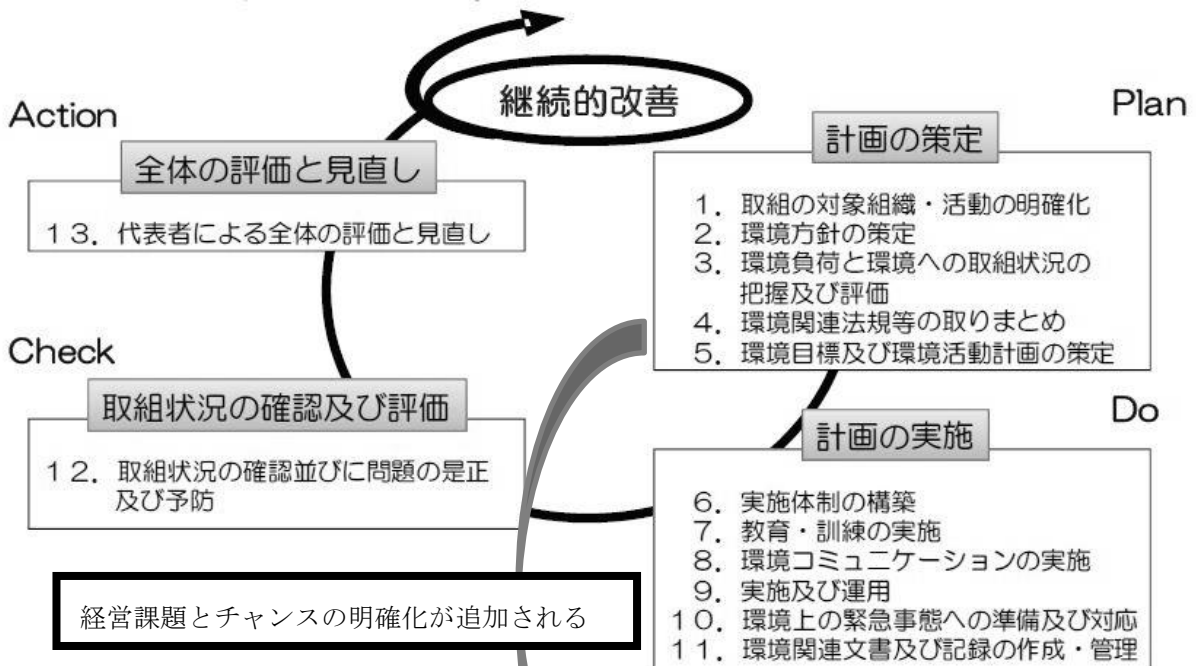 継続的改善
Action
全体の評価と見直し
13．代表者による全体の評価と見直し
Plan
計画の策定
1．取組の対象組織・活動の明確化
2．環境方針の策定
3．環境負荷と環境への取組状況の
把握及び評価
4．環境関連法規等の取りまとめ
5．環境目標及び環境活動計画の策定
Check
取組状況の確認及び評価
12．取組状況の確認並びに問題の是正
及び予防
Do
計画の実施
6．実施体制の構築
7．教育・訓練の実施
8．環境コミュニケーションの実施
9．実施及び運用
10．環境上の緊急事態への準備及び対応
11．環境関連文書及び記録の作成・管理
経営課題とチャンスの明確化が追加される